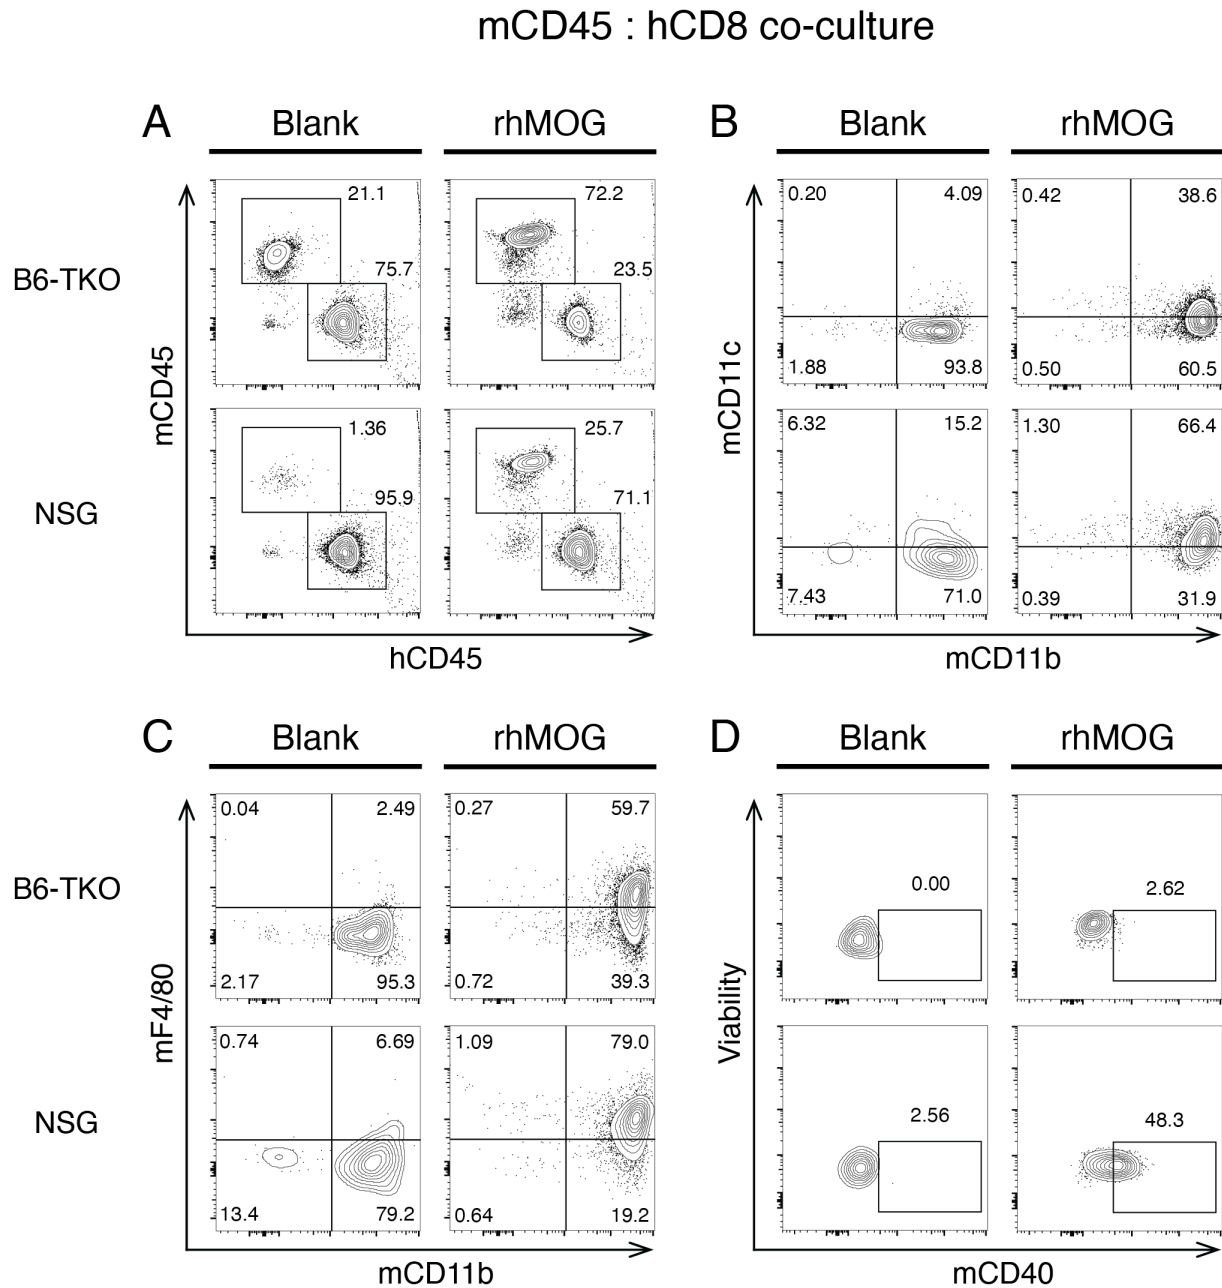 mCD45 : hCD8 co-culture
A
Blank
rhMOG
B
Blank
rhMOG
B6-TKO
NSG
mCD45
hCD45
21.1
75.7
72.2
23.5
1.36
95.9
25.7
71.1
mCD11c
mCD11b
0.20
4.09
1.88
93.8
0.42
38.6
0.50
60.5
6.32
15.2
7.43
71.0
1.30
66.4
0.39
31.9
C
Blank
rhMOG
D
Blank
rhMOG
B6-TKO
NSG
mF4/80
mCD11b
0.04
2.49
2.17
95.3
0.27
59.7
0.72
39.3
0.74
6.69
13.4
79.2
1.09
79.0
0.64
19.2
Viability
mCD40
0.00
2.62
2.56
48.3